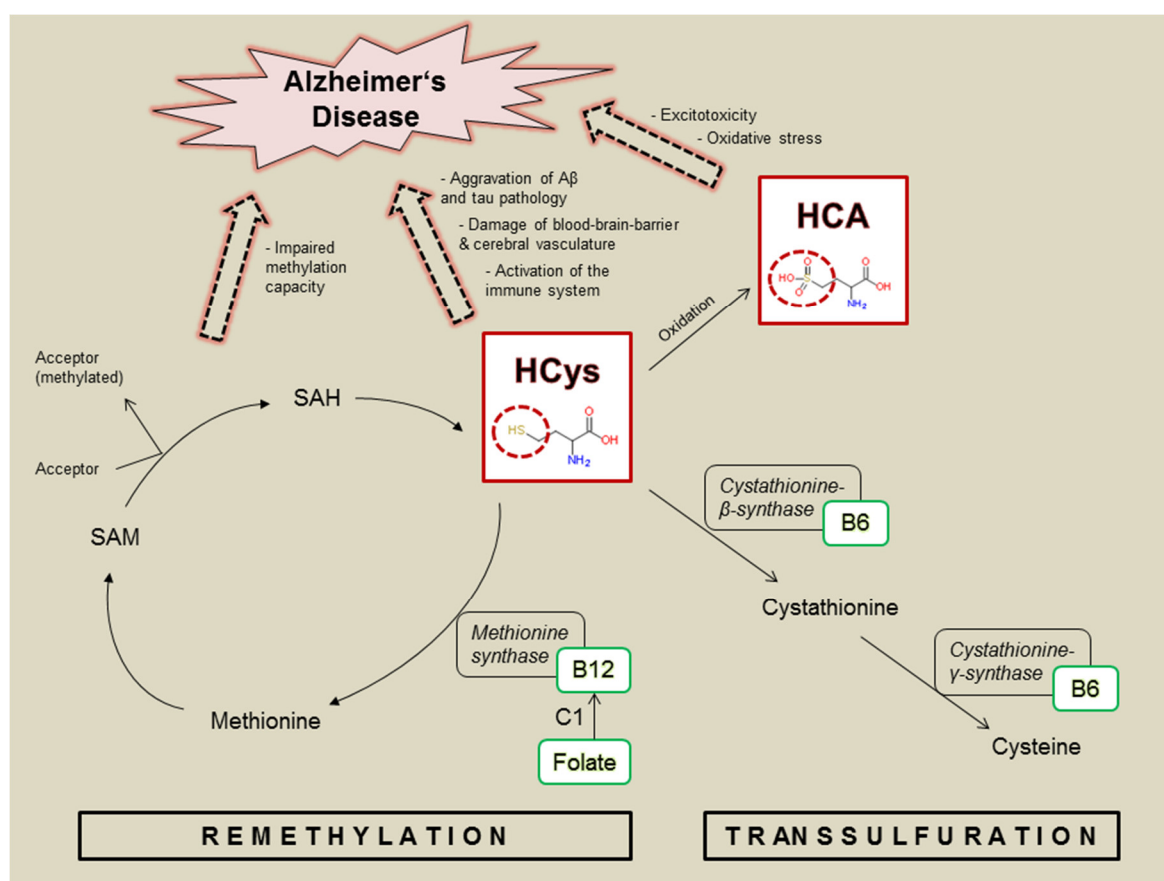 Alzheimer‘s
Disease
- Excitotoxicity
- Oxidative stress
- Aggravation of Aβ
and tau pathology
- Damage of blood-brain-barrier
& cerebral vasculature
- Activation of the
immune system
- Impaired
methylation
capacity
HCA
HO
S
O
O
O
OH
NH2
Oxidation
HCys
HS
O
OH
NH2
Acceptor
(methylated)
SAH
Acceptor
SAM
Cystathionine-
β-synthase
B6
Cystathionine
Methionine
synthase
B12
C1
Folate
Methionine
Cystathionine-
γ-synthase
B6
Cysteine
REMETHYLATION
TRANSSULFURATION